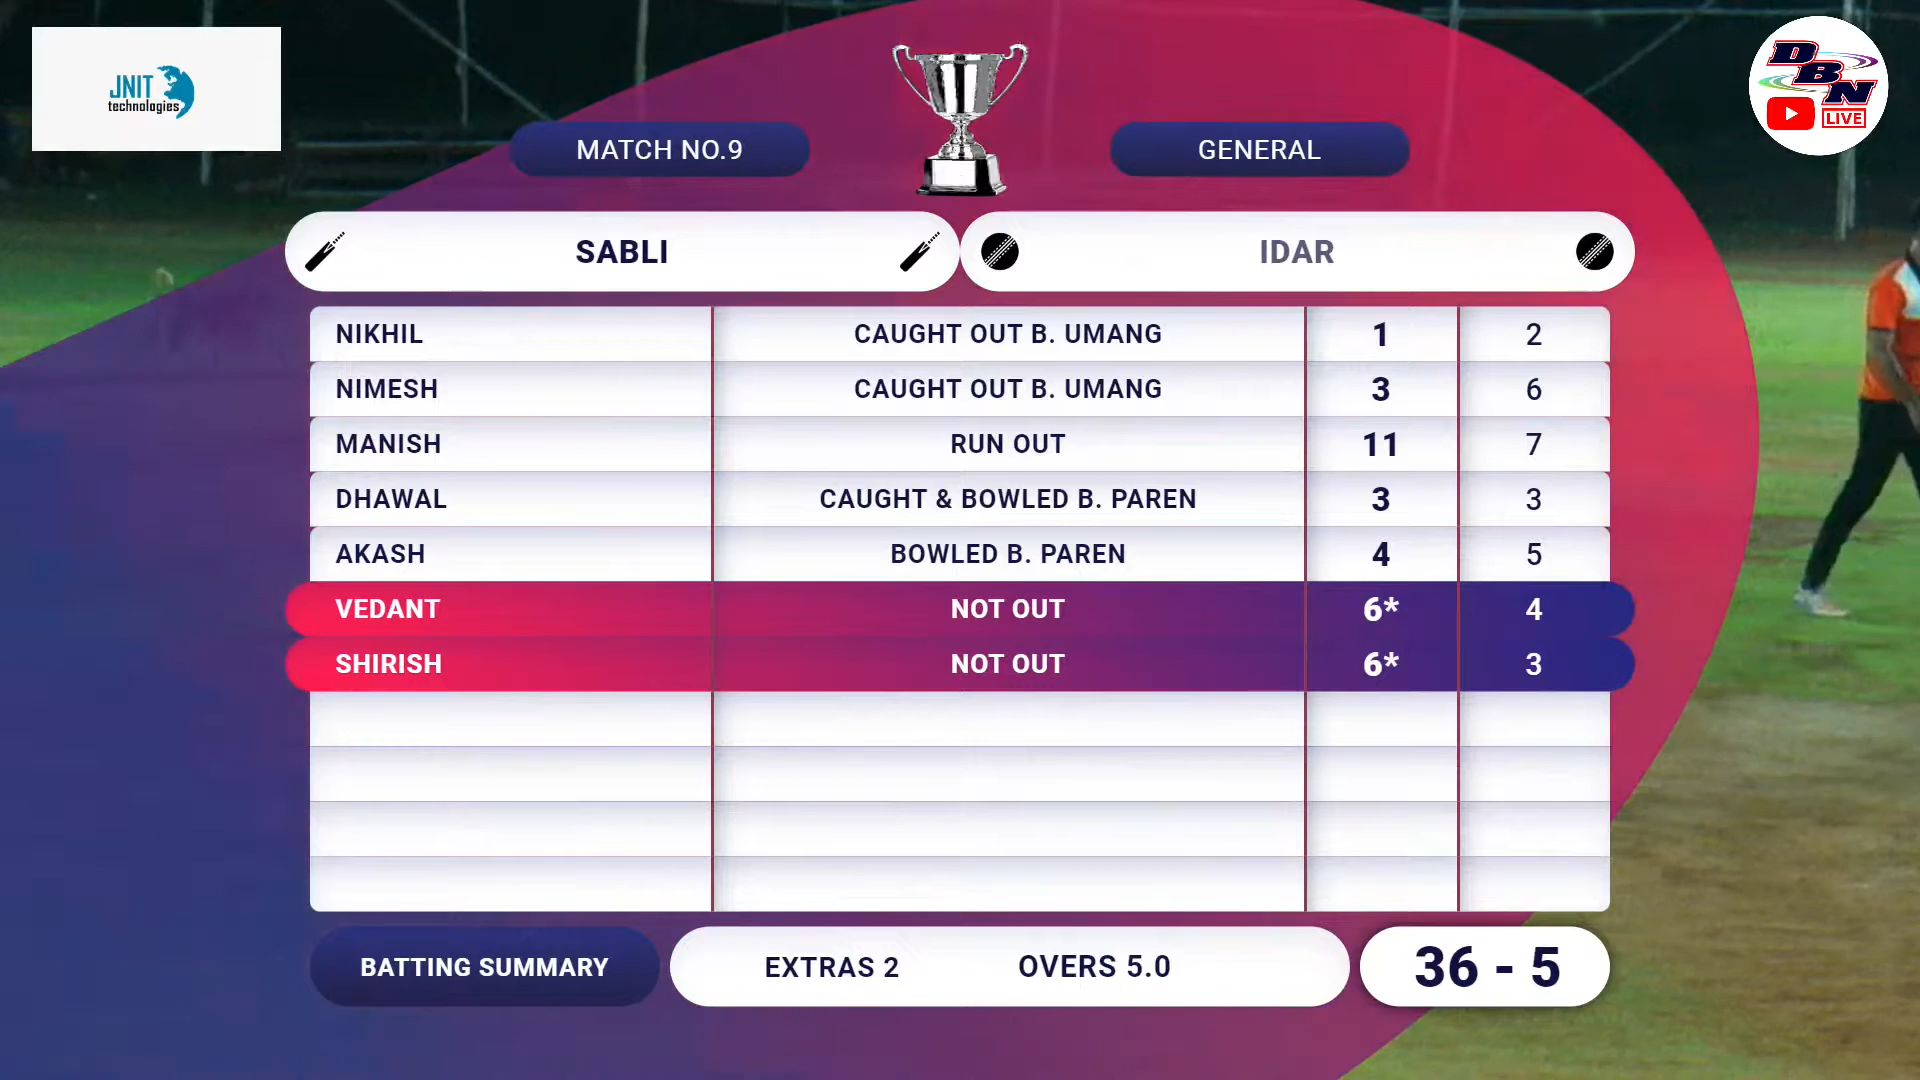 JNIT
technologies
DBN
LIVE
MATCH NO.9
GENERAL
SABLI
IDAR
NIKHIL CAUGHT OUT B. UMANG 1 2
NIMESH CAUGHT OUT B. UMANG 3 6
MANISH RUN OUT 11 7
DHAWAL CAUGHT & BOWLED B. PAREN 3 3
AKASH BOWLED B. PAREN 4 5
VEDANT NOT OUT 6* 4
SHIRISH NOT OUT 6* 3
BATTING SUMMARY EXTRAS 2 OVERS 5.0 36 - 5